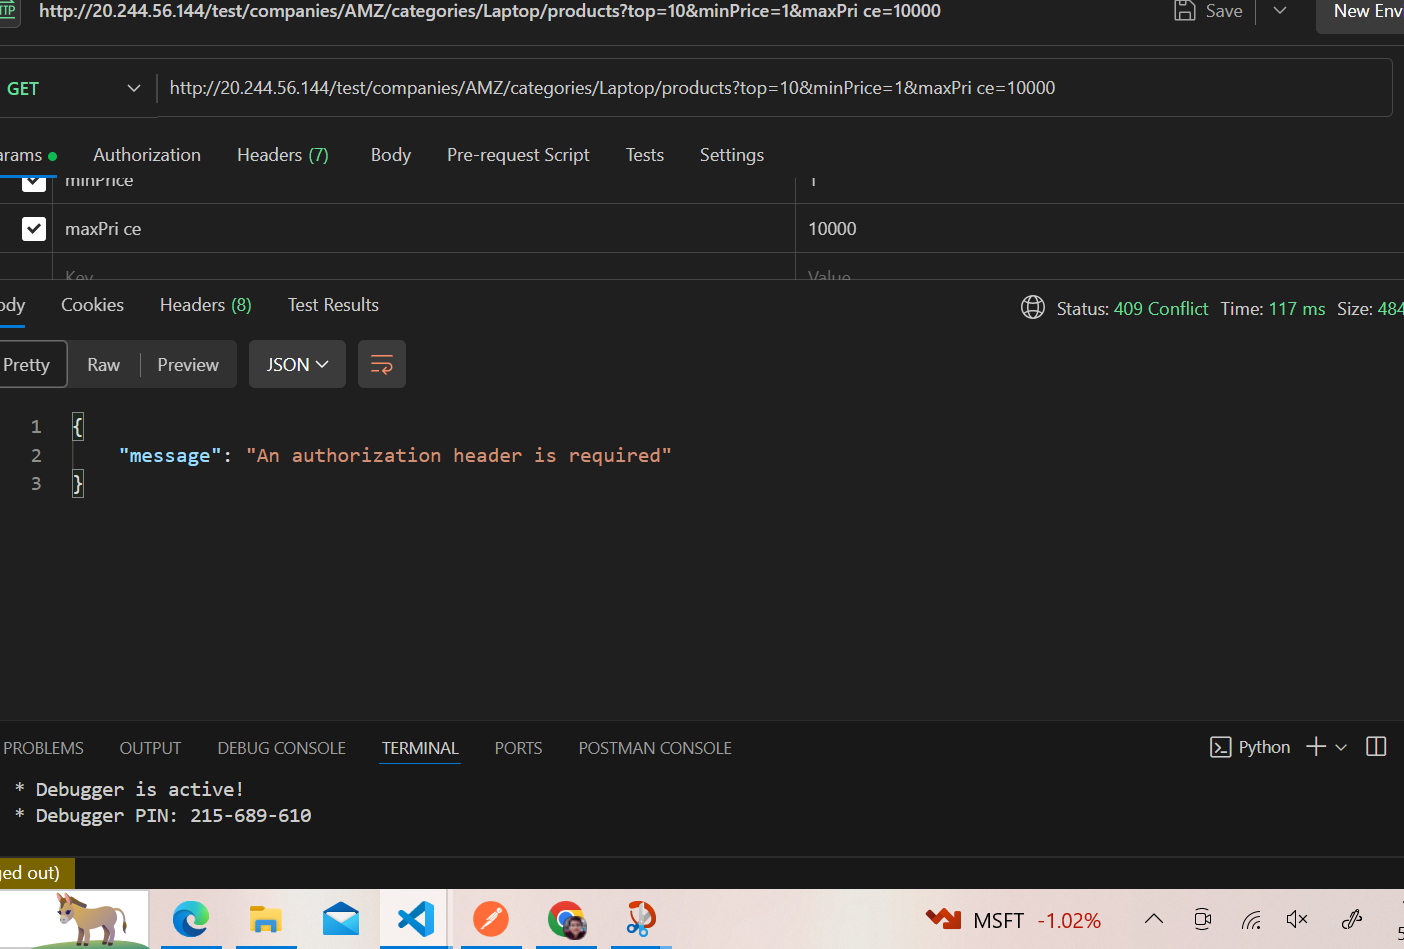 http://20.244.56.144/test/companies/AMZ/categories/Laptop/products?top=10&minPrice=1&maxPri ce=10000
Save
New Env
GET
http://20.244.56.144/test/companies/AMZ/categories/Laptop/products?top=10&minPrice=1&maxPri ce=10000
arams
Authorization
Headers (7)
Body
Pre-request Script
Tests
Settings
minPrice
1
maxPri ce
10000
Key
Value
ody
Cookies
Headers (8)
Test Results
Status: 409 Conflict Time: 117 ms Size: 484
Pretty
Raw
Preview
JSON
1 {
2 "message": "An authorization header is required"
3 }
PROBLEMS
OUTPUT
DEBUG CONSOLE
TERMINAL
PORTS
POSTMAN CONSOLE
Python
* Debugger is active!
* Debugger PIN: 215-689-610
ged out)
MSFT -1.02%